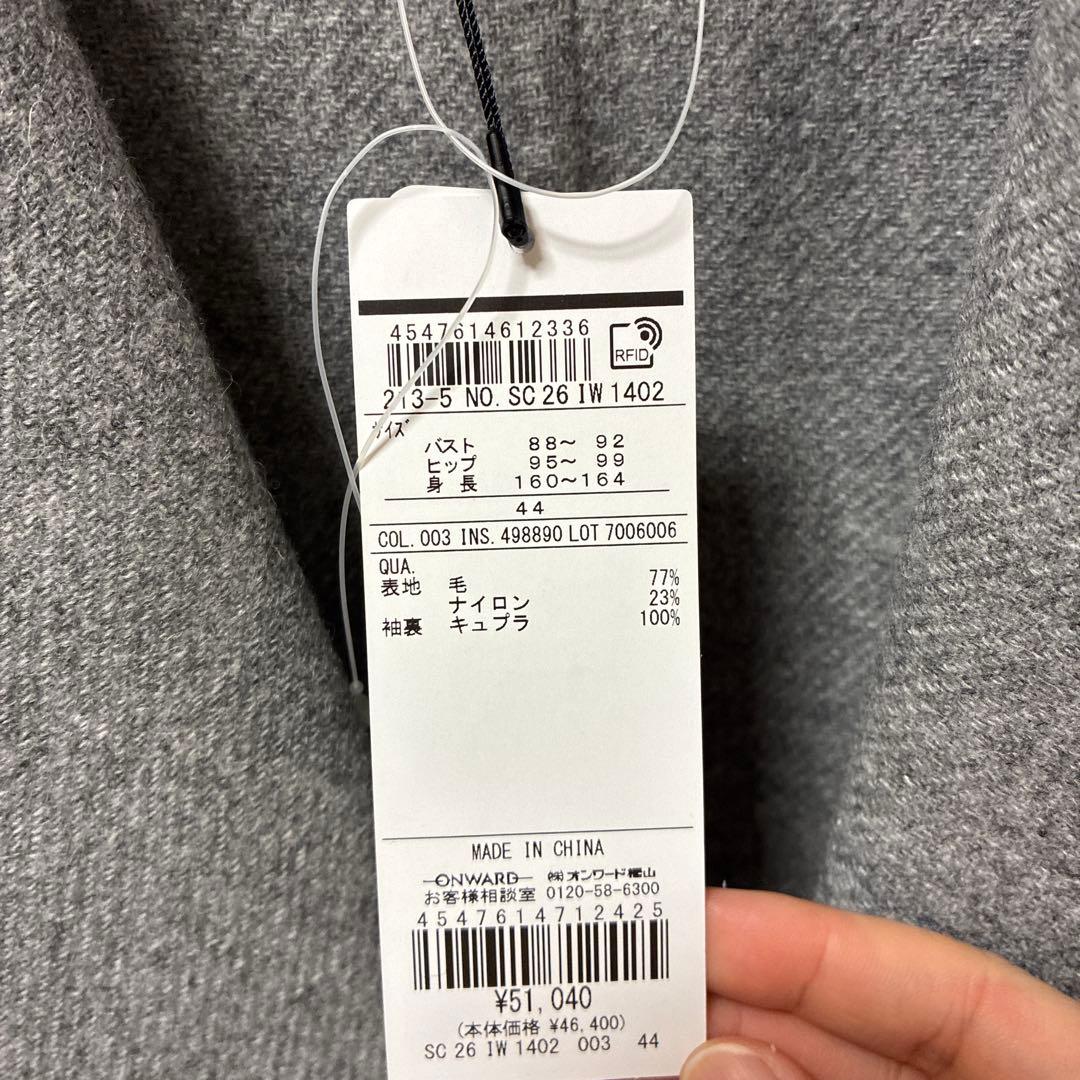 4547614612336
RFID
213-5 NO. SC 26 IW 1402
サイズ
バスト 88〜 92
ヒップ 95〜 99
身 長 160〜164
44
COL. 003 INS. 498890 LOT 7006006
QUA.
表地 毛 77%
ナイロン 23%
袖裏 キュプラ 100%
MADE IN CHINA
ONWARD ㈱オンワード樫山
お客様相談室 0120-58-6300
4547614712425
¥51,040
(本体価格 ¥46,400)
SC 26 IW 1402 003 44